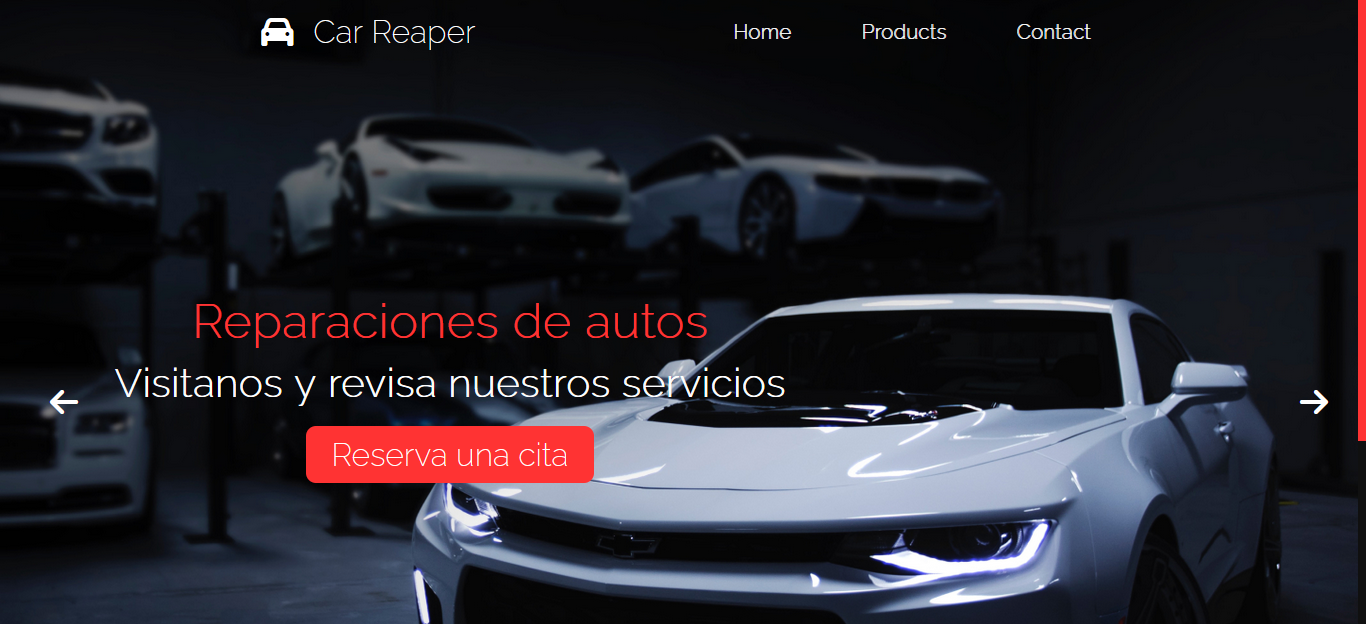 Car Reaper
Home
Products
Contact
Reparaciones de autos
Visitanos y revisa nuestros servicios
Reserva una cita